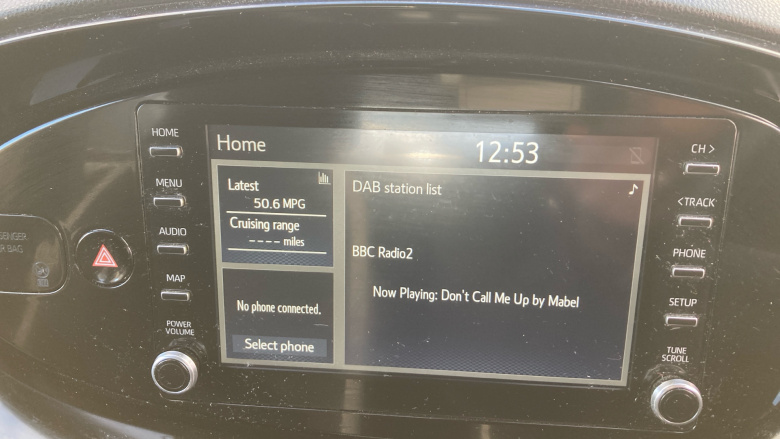 HOME
MENU
AUDIO
MAP
POWER
VOLUME
Home
12:53
Latest
50.6 MPG
Cruising range
---- miles
No phone connected.
Select phone
DAB station list
BBC Radio2
Now Playing: Don't Call Me Up by Mabel
CH >
<TRACK
PHONE
SETUP
TUNE
SCROLL
BAG